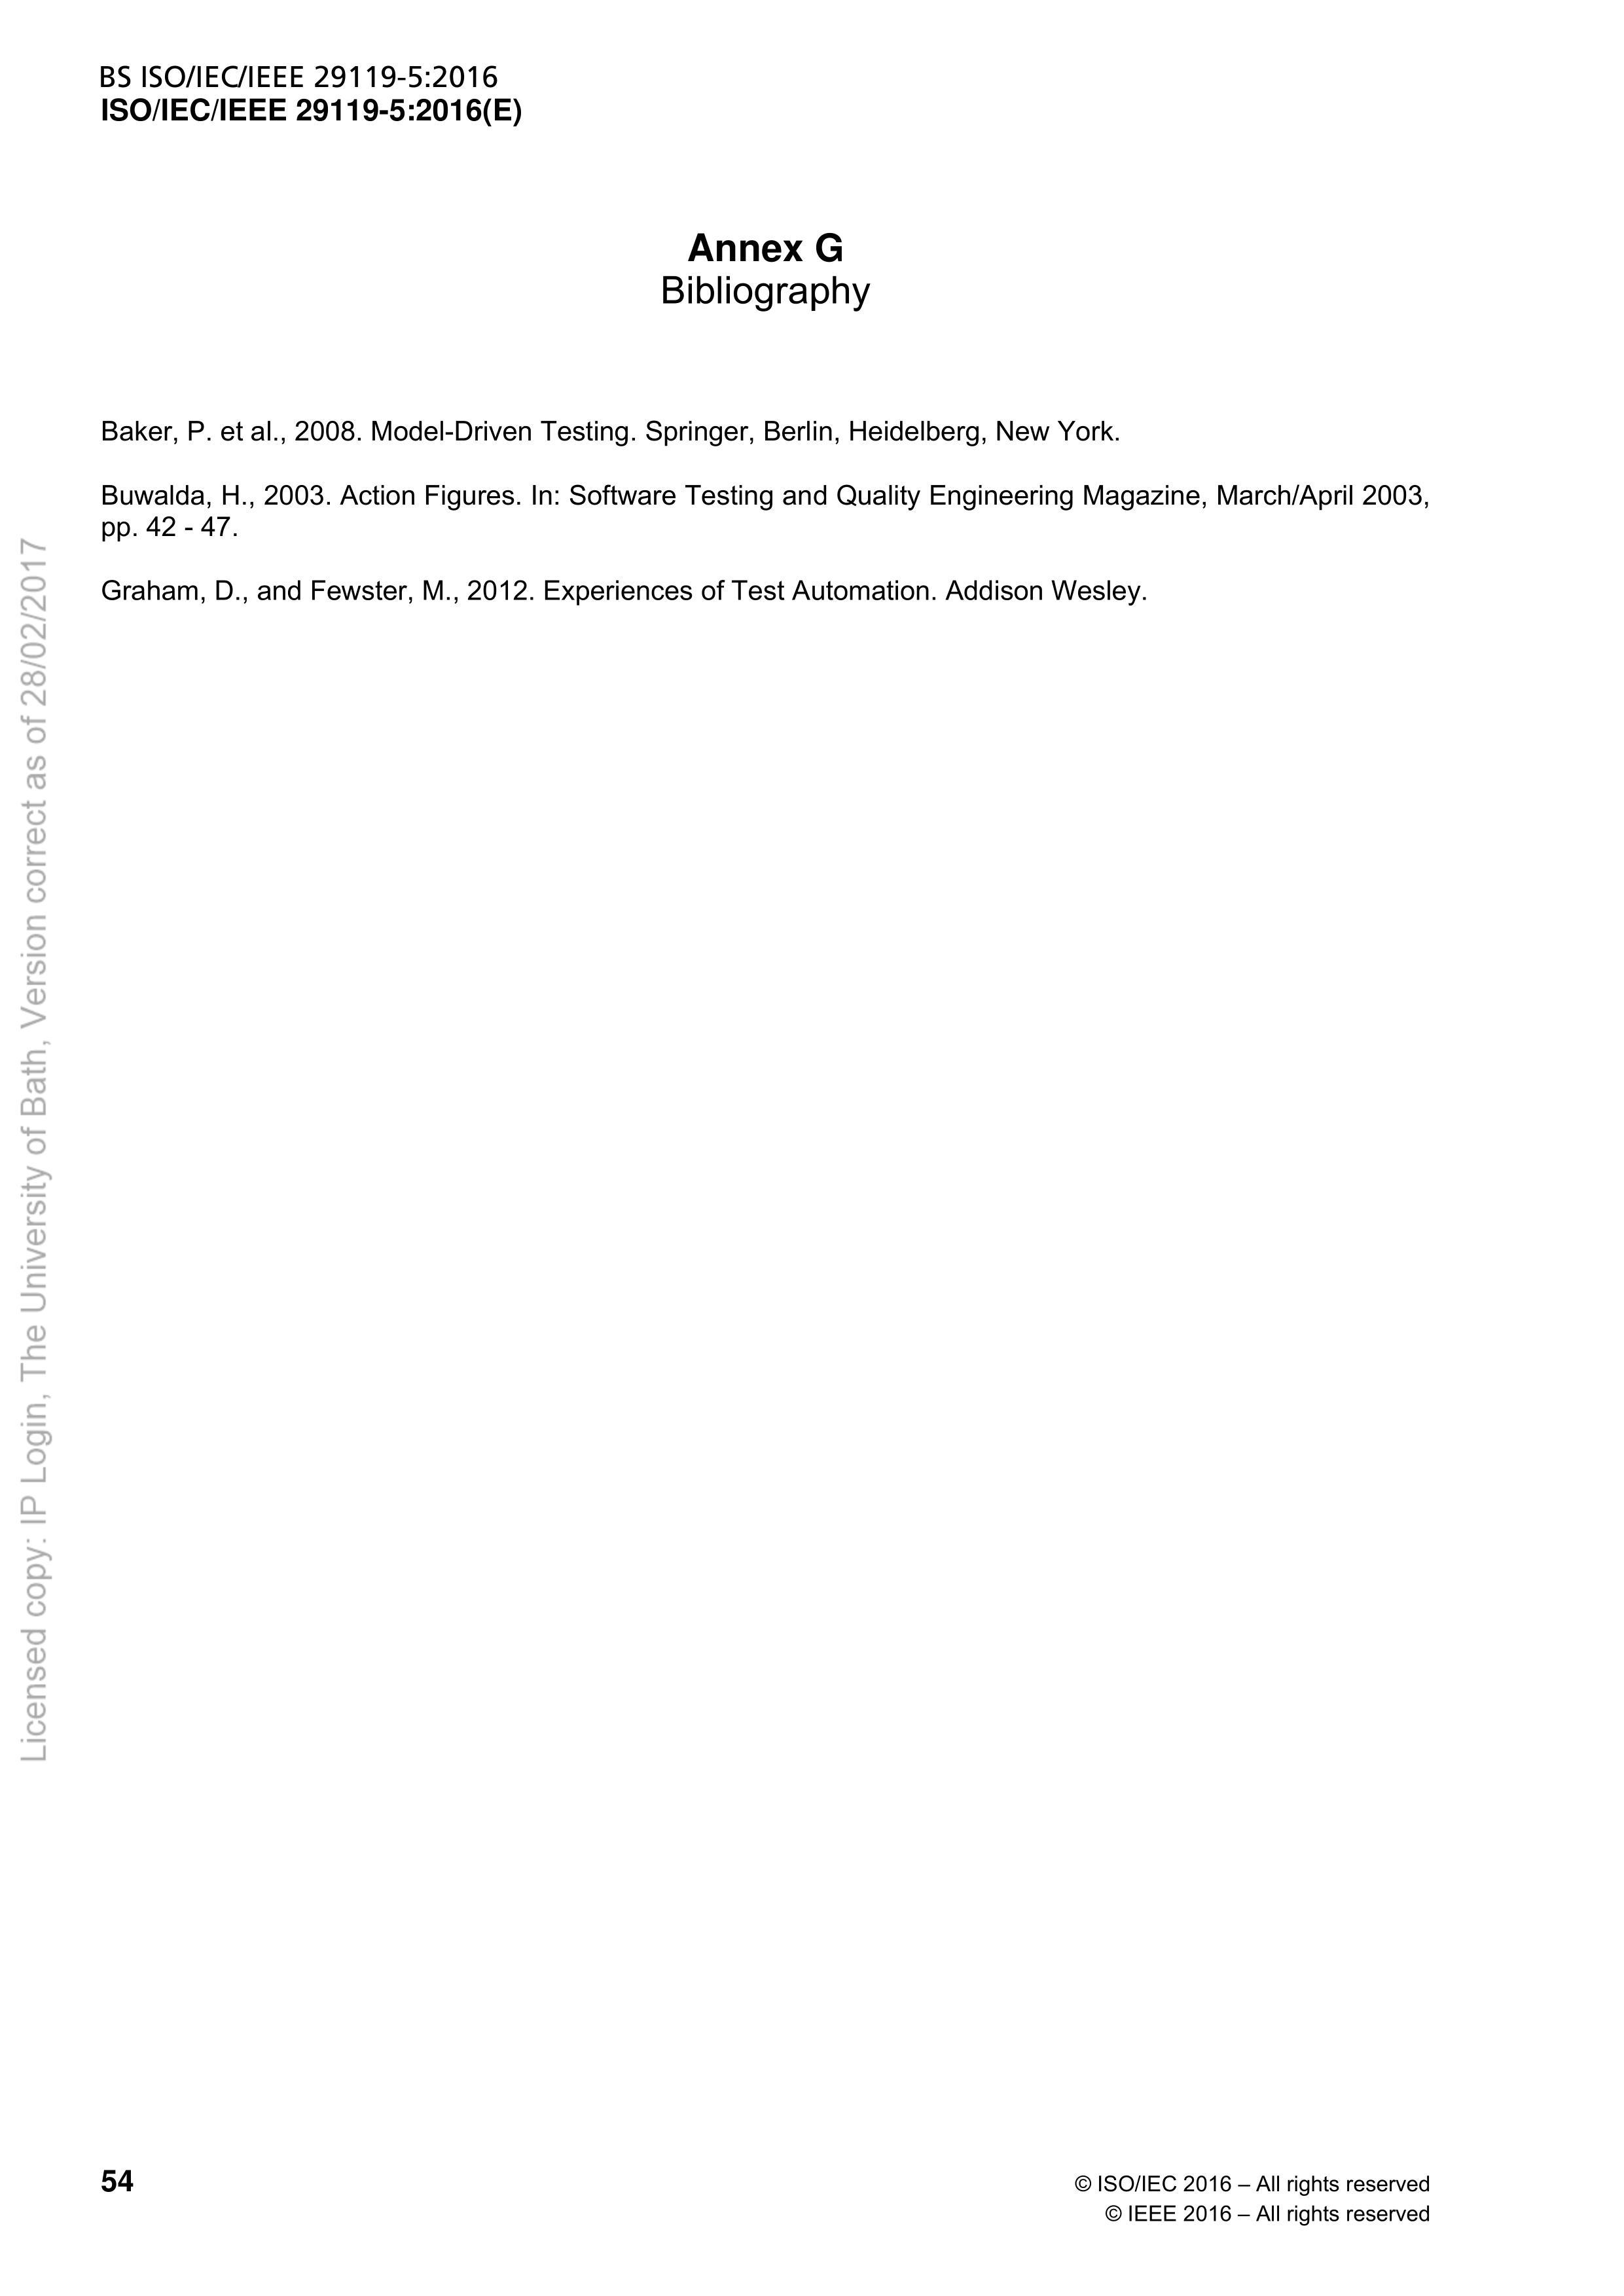 BS ISO/IEC/IEEE 29119-5:2016
ISO/IEC/IEEE 29119-5:2016(E)
Annex G
Bibliography
Baker, P. et al., 2008. Model-Driven Testing. Springer, Berlin, Heidelberg, New York.
Buwalda, H., 2003. Action Figures. In: Software Testing and Quality Engineering Magazine, March/April 2003,
pp. 42 - 47.
Graham, D., and Fewster, M., 2012. Experiences of Test Automation. Addison Wesley.
Licensed copy: IP Login, The University of Bath, Version correct as of 28/02/2017
54
© ISO/IEC 2016 – All rights reserved
© IEEE 2016 – All rights reserved